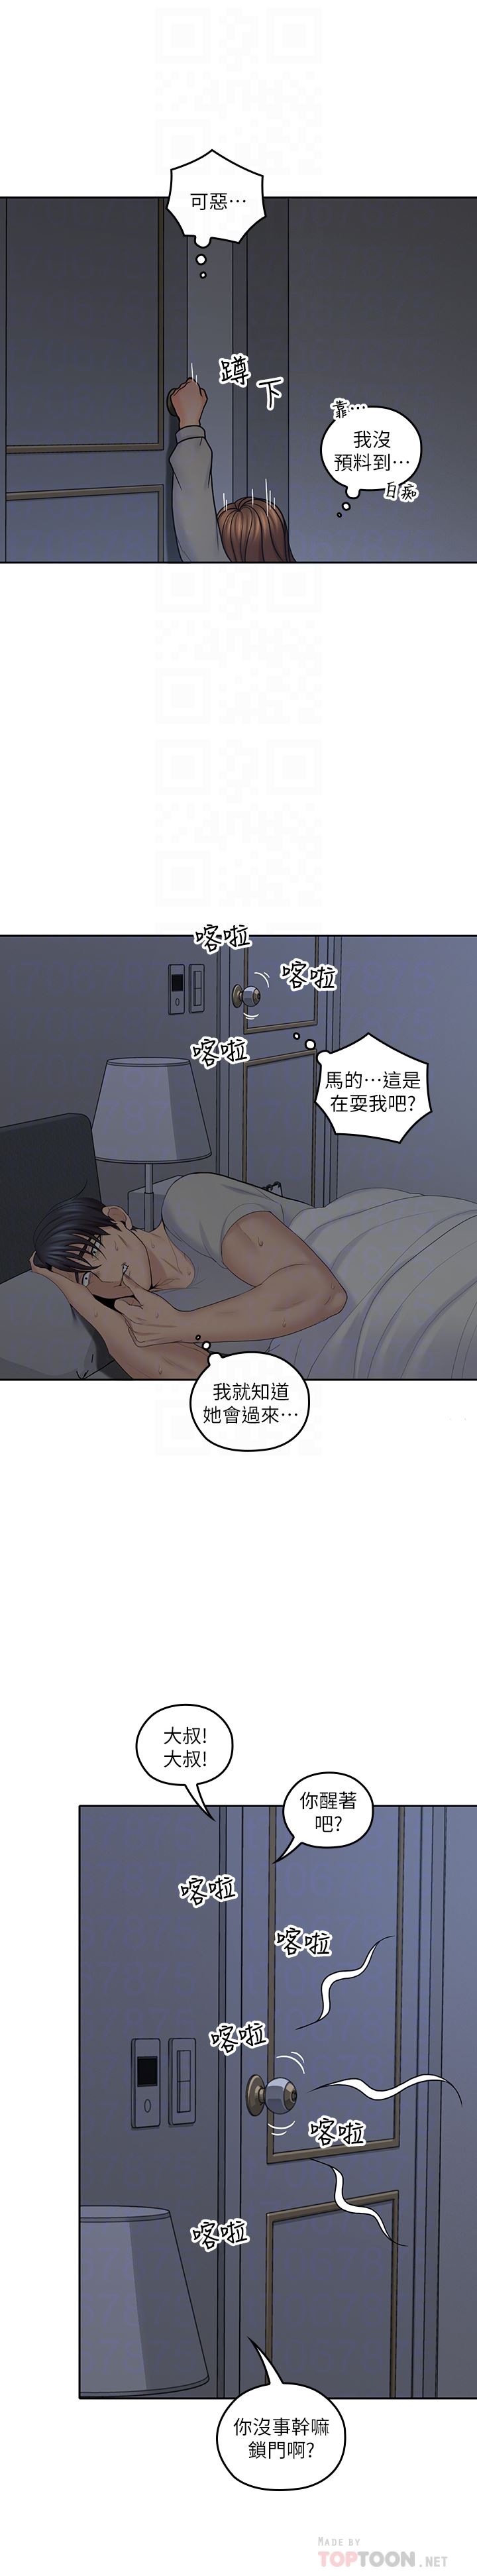 可惡…
蹲下
靠…
我沒
預料到…
白痴
喀啦
喀啦
喀啦
馬的…這是
在耍我吧?
我就知道
她會過來…
大叔!
大叔!
你醒著
吧?
喀啦
喀啦
喀啦
喀啦
喀啦
你沒事幹嘛
鎖門啊?
MADE BY
TOPTOON.NET